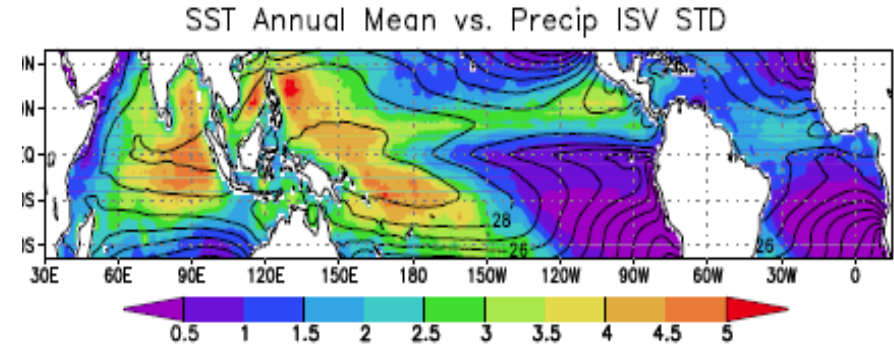 SST Annual Mean vs. Precip ISV STD
N
N
Q
S
S
28
26
26
30E 60E 90E 120E 150E 180 150W 120W 90W 60W 30W 0
0.5 1 1.5 2 2.5 3 3.5 4 4.5 5